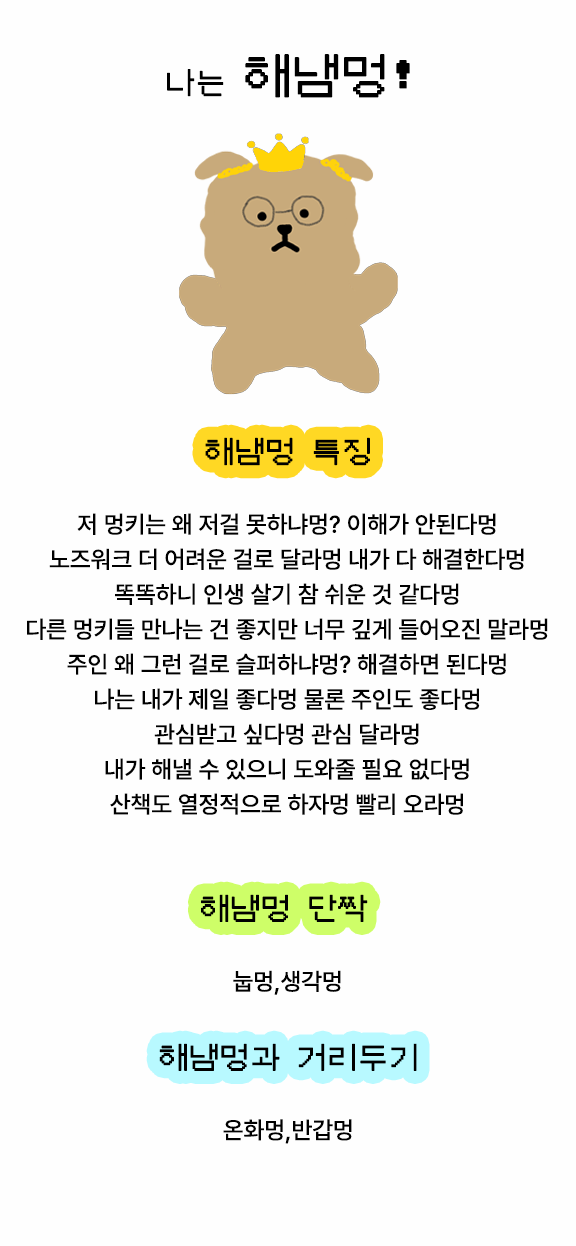 나는 해냄멍!
해냄멍 특징
저 멍키는 왜 저걸 못하냐멍? 이해가 안된다멍
노즈워크 더 어려운 걸로 달라멍 내가 다 해결한다멍
똑똑하니 인생 살기 참 쉬운 것 같다멍
다른 멍키들 만나는 건 좋지만 너무 깊게 들어오진 말라멍
주인 왜 그런 걸로 슬퍼하냐멍? 해결하면 된다멍
나는 내가 제일 좋다멍 물론 주인도 좋다멍
관심받고 싶다멍 관심 달라멍
내가 해낼 수 있으니 도와줄 필요 없다멍
산책도 열정적으로 하자멍 빨리 오라멍
해냄멍 단짝
눕멍,생각멍
해냄멍과 거리두기
온화멍,반갑멍